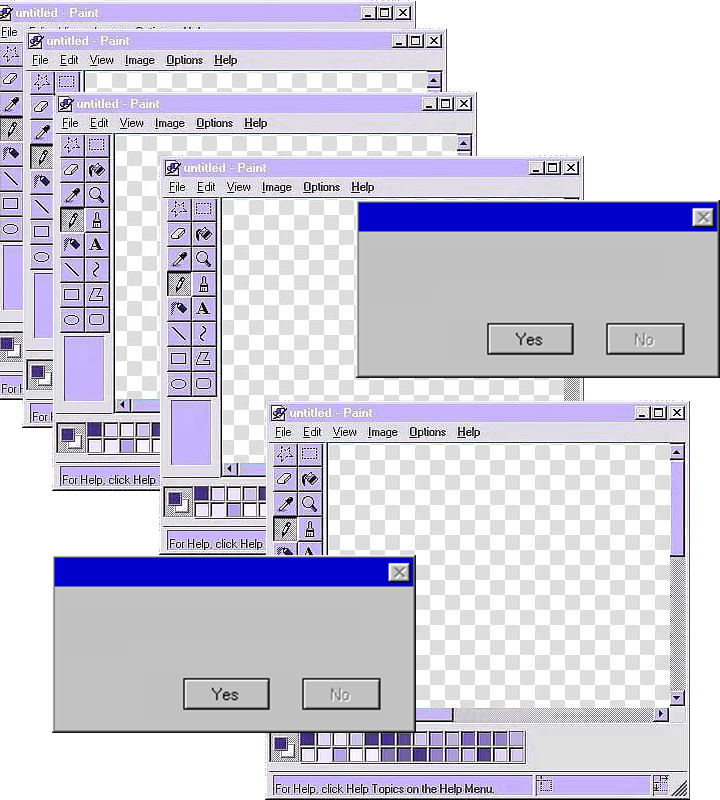 untitled - Paint
File
untitled - Paint
File Edit View Image Options Help
untitled - Paint
File Edit View Image Options Help
untitled - Paint
File Edit View Image Options Help
A
A
Yes No
untitled - Paint
File Edit View Image Options Help
For Help, click Help
For Help, click Help
Yes No
For Help, click Help Topics on the Help Menu.